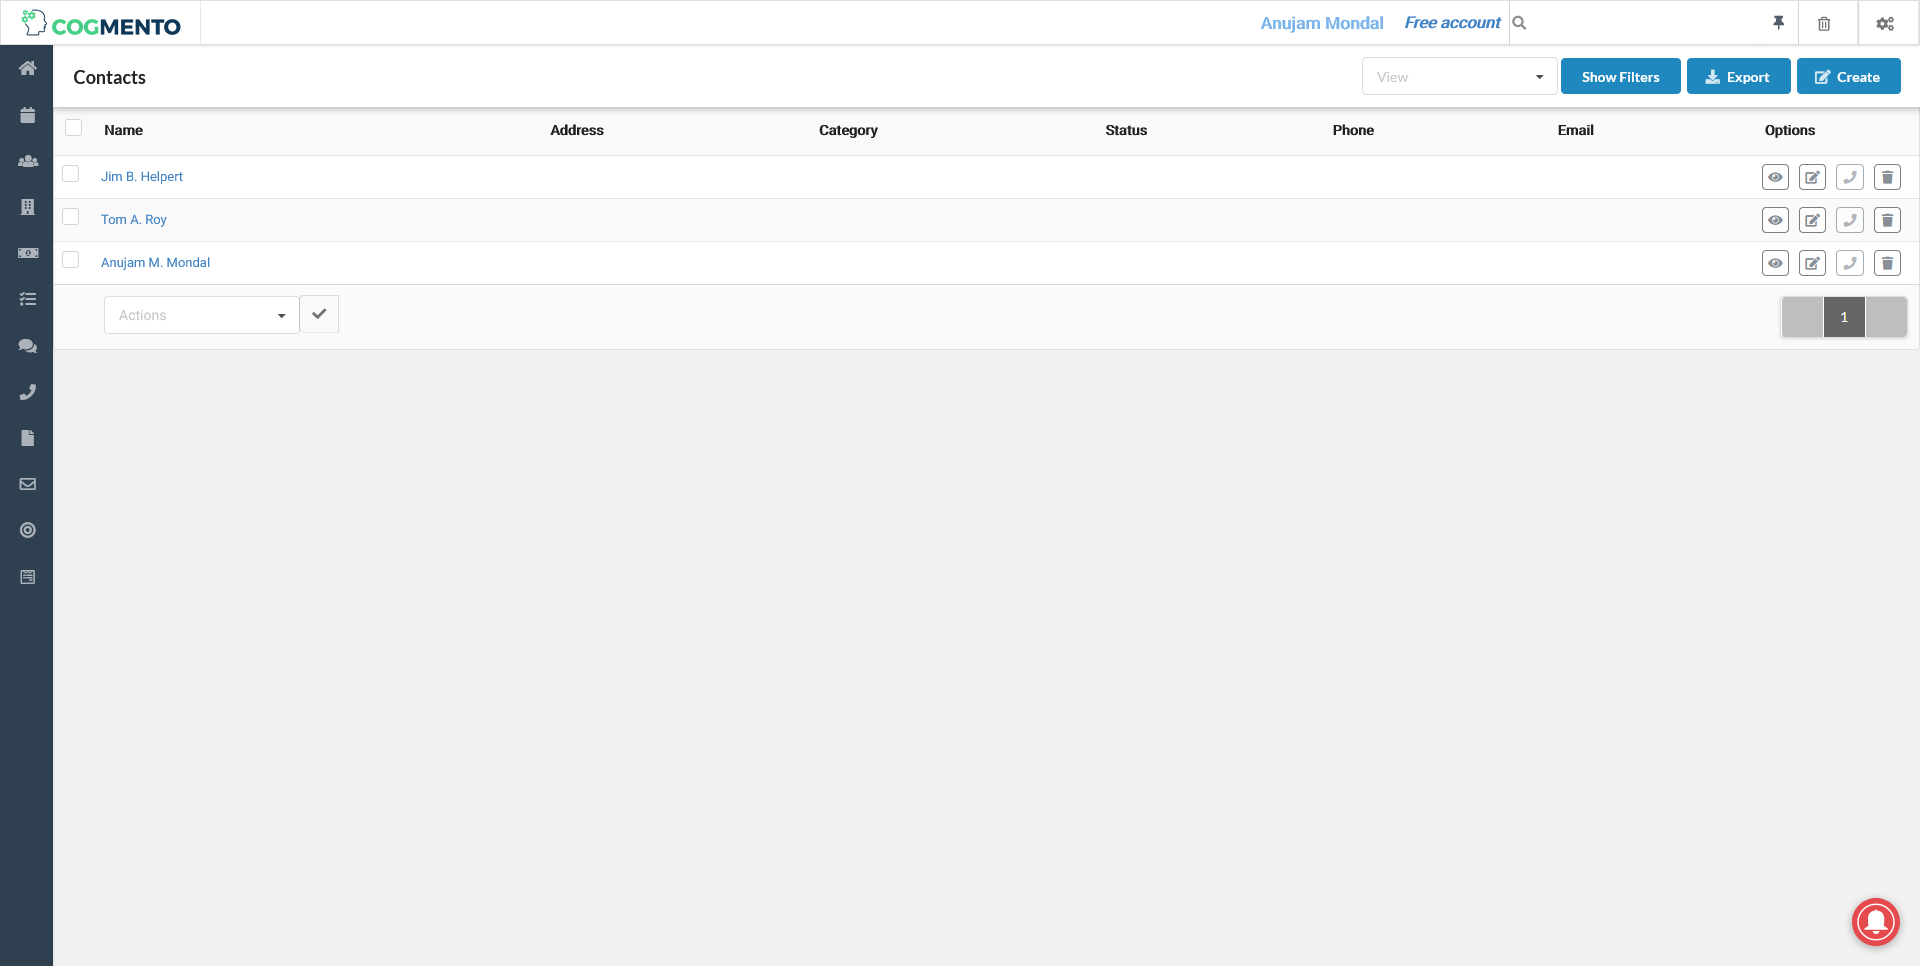 COGMENTO
Anujam Mondal Free account
Contacts
View
Show Filters
Export
Create
Name Address Category Status Phone Email Options
Jim B. Helpert
Tom A. Roy
Anujam M. Mondal
Actions
1